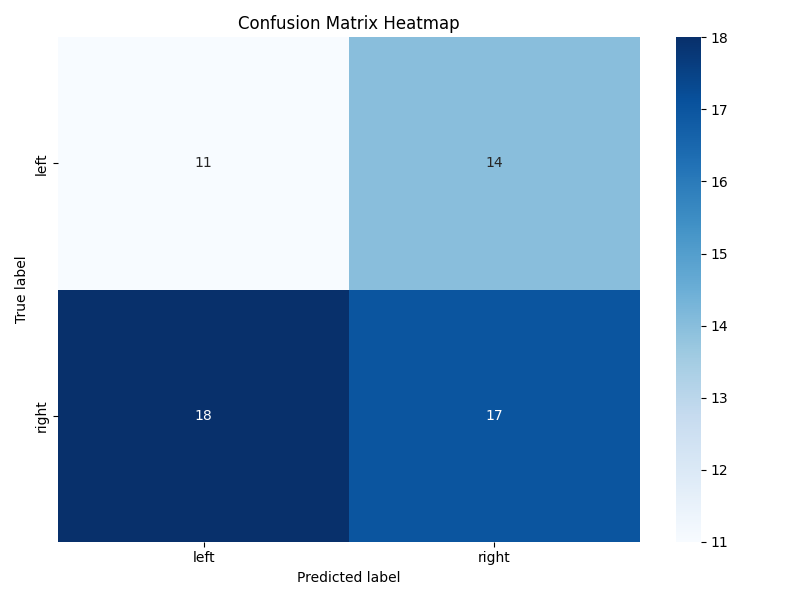 Confusion Matrix Heatmap
left
right
True label
11
14
18
17
left
right
Predicted label
18
17
16
15
14
13
12
11